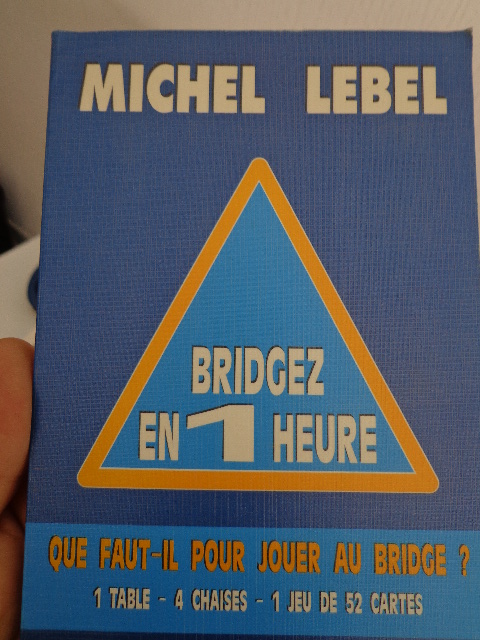 MICHEL LEBEL
BRIDGEZ
EN 1 HEURE
QUE FAUT-IL POUR JOUER AU BRIDGE ?
1 TABLE - 4 CHAISES - 1 JEU DE 52 CARTES